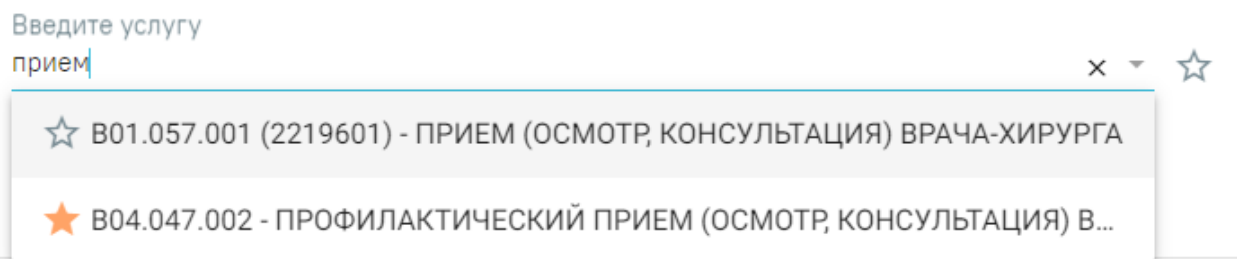 Введите услугу
прием
B01.057.001 (2219601) - ПРИЕМ (ОСМОТР, КОНСУЛЬТАЦИЯ) ВРАЧА-ХИРУРГА
B04.047.002 - ПРОФИЛАКТИЧЕСКИЙ ПРИЕМ (ОСМОТР, КОНСУЛЬТАЦИЯ) В...